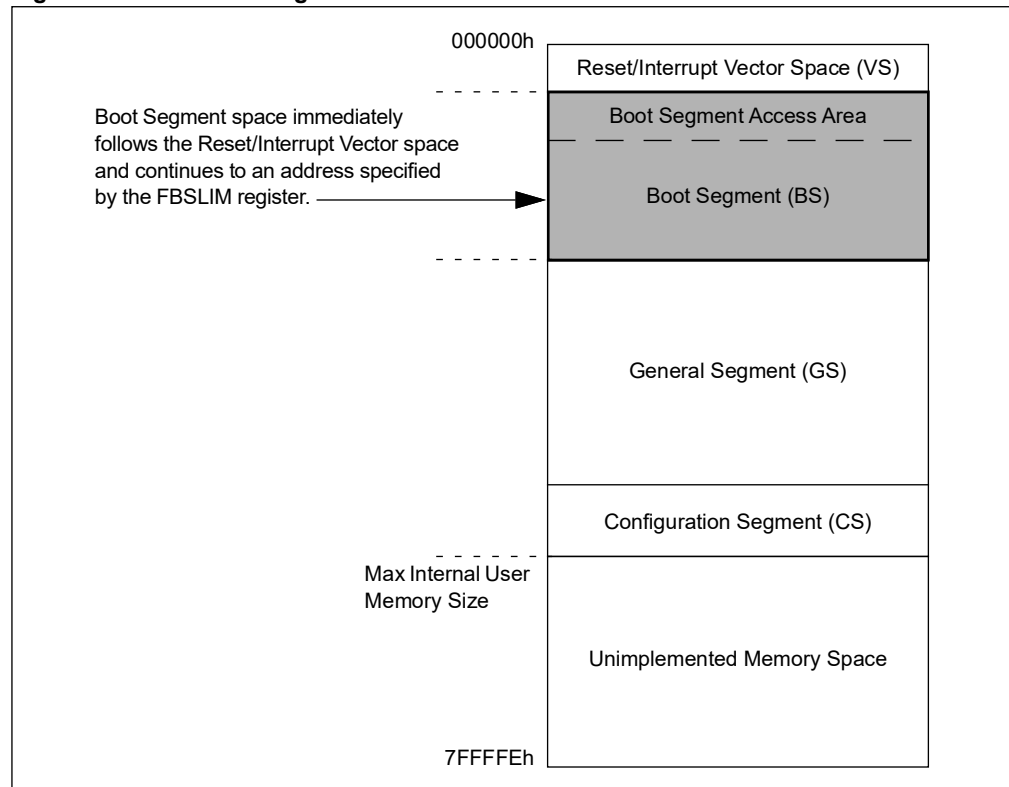 000000h
Reset/Interrupt Vector Space (VS)
Boot Segment Access Area
Boot Segment space immediately
follows the Reset/Interrupt Vector space
and continues to an address specified
by the FBSLIM register.
Boot Segment (BS)
General Segment (GS)
Configuration Segment (CS)
Max Internal User
Memory Size
Unimplemented Memory Space
7FFFFEh